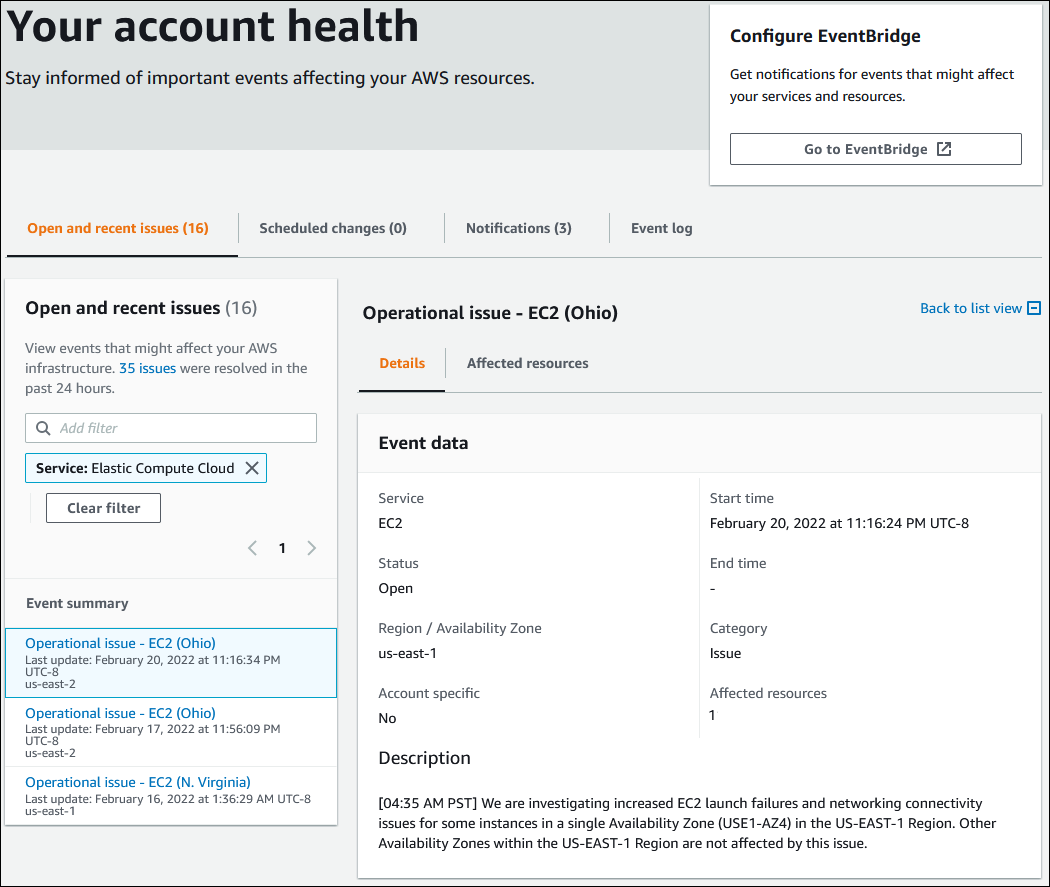 Your account health
Stay informed of important events affecting your AWS resources.
Configure EventBridge
Get notifications for events that might affect
your services and resources.
Go to EventBridge
Open and recent issues (16)
Scheduled changes (0)
Notifications (3)
Event log
Open and recent issues (16)
View events that might affect your AWS
infrastructure. 35 issues were resolved in the
past 24 hours.
Add filter
Service: Elastic Compute Cloud
Clear filter
1
Event summary
Operational issue - EC2 (Ohio)
Last update: February 20, 2022 at 11:16:34 PM
UTC-8
us-east-2
Operational issue - EC2 (Ohio)
Last update: February 17, 2022 at 11:56:09 PM
UTC-8
us-east-2
Operational issue - EC2 (N. Virginia)
Last update: February 16, 2022 at 1:36:29 AM UTC-8
us-east-1
Operational issue - EC2 (Ohio)
Back to list view
Details
Affected resources
Event data
Service
EC2
Start time
February 20, 2022 at 11:16:24 PM UTC-8
Status
Open
End time
-
Region / Availability Zone
us-east-1
Category
Issue
Account specific
No
Affected resources
1
Description
[04:35 AM PST] We are investigating increased EC2 launch failures and networking connectivity
issues for some instances in a single Availability Zone (USE1-AZ4) in the US-EAST-1 Region. Other
Availability Zones within the US-EAST-1 Region are not affected by this issue.